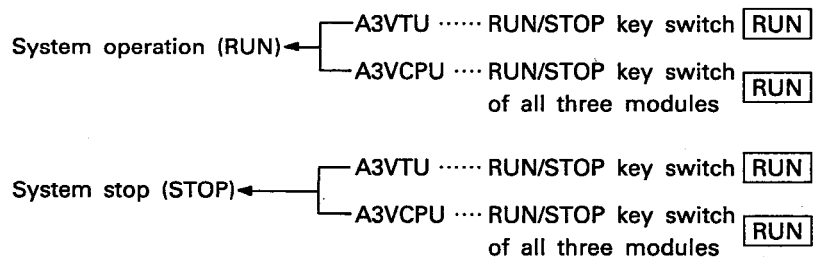 A3VTU ...... RUN/STOP key switch RUN
System operation (RUN)
A3VCPU .... RUN/STOP key switch RUN
of all three modules
A3VTU ...... RUN/STOP key switch RUN
System stop (STOP)
A3VCPU .... RUN/STOP key switch RUN
of all three modules